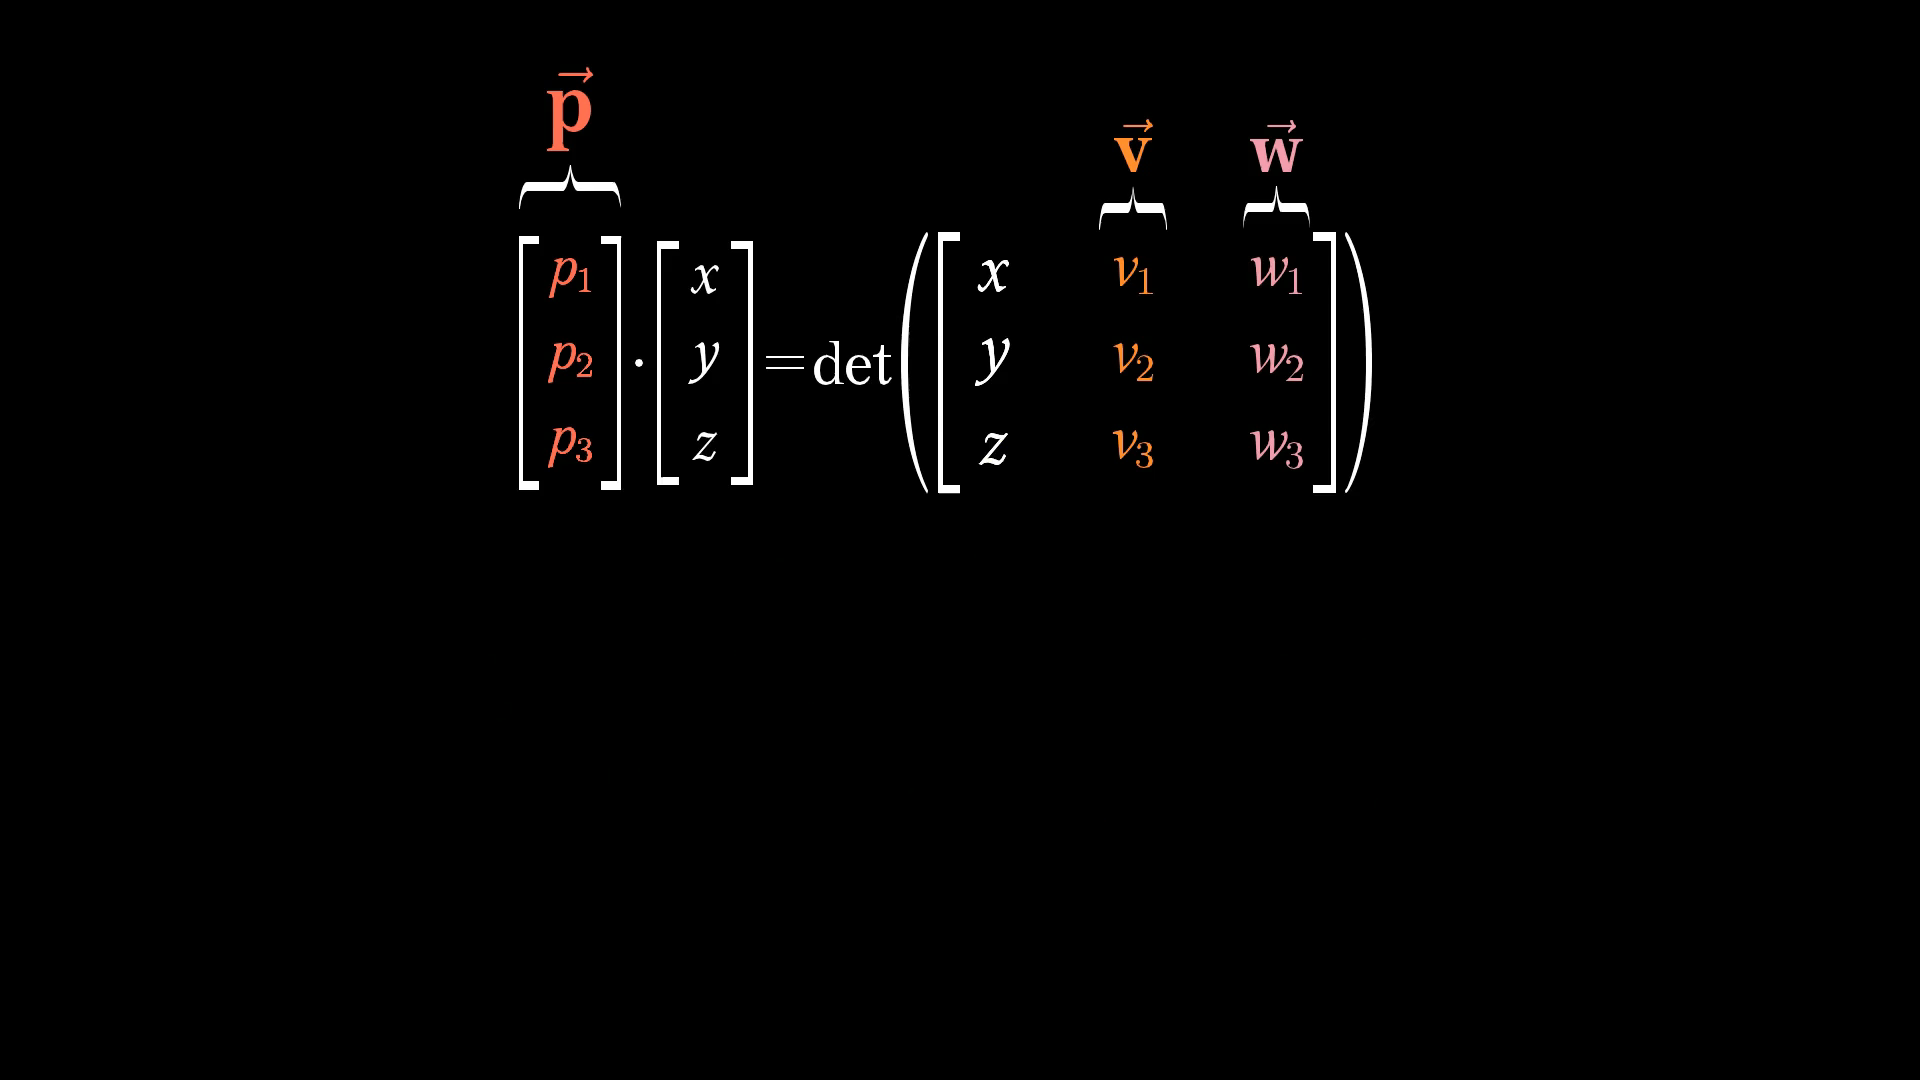 p⃗ v⃗ w⃗
[p₁ p₂ p₃] · [x y z] = det([x v₁ w₁
y v₂ w₂
z v₃ w₃])